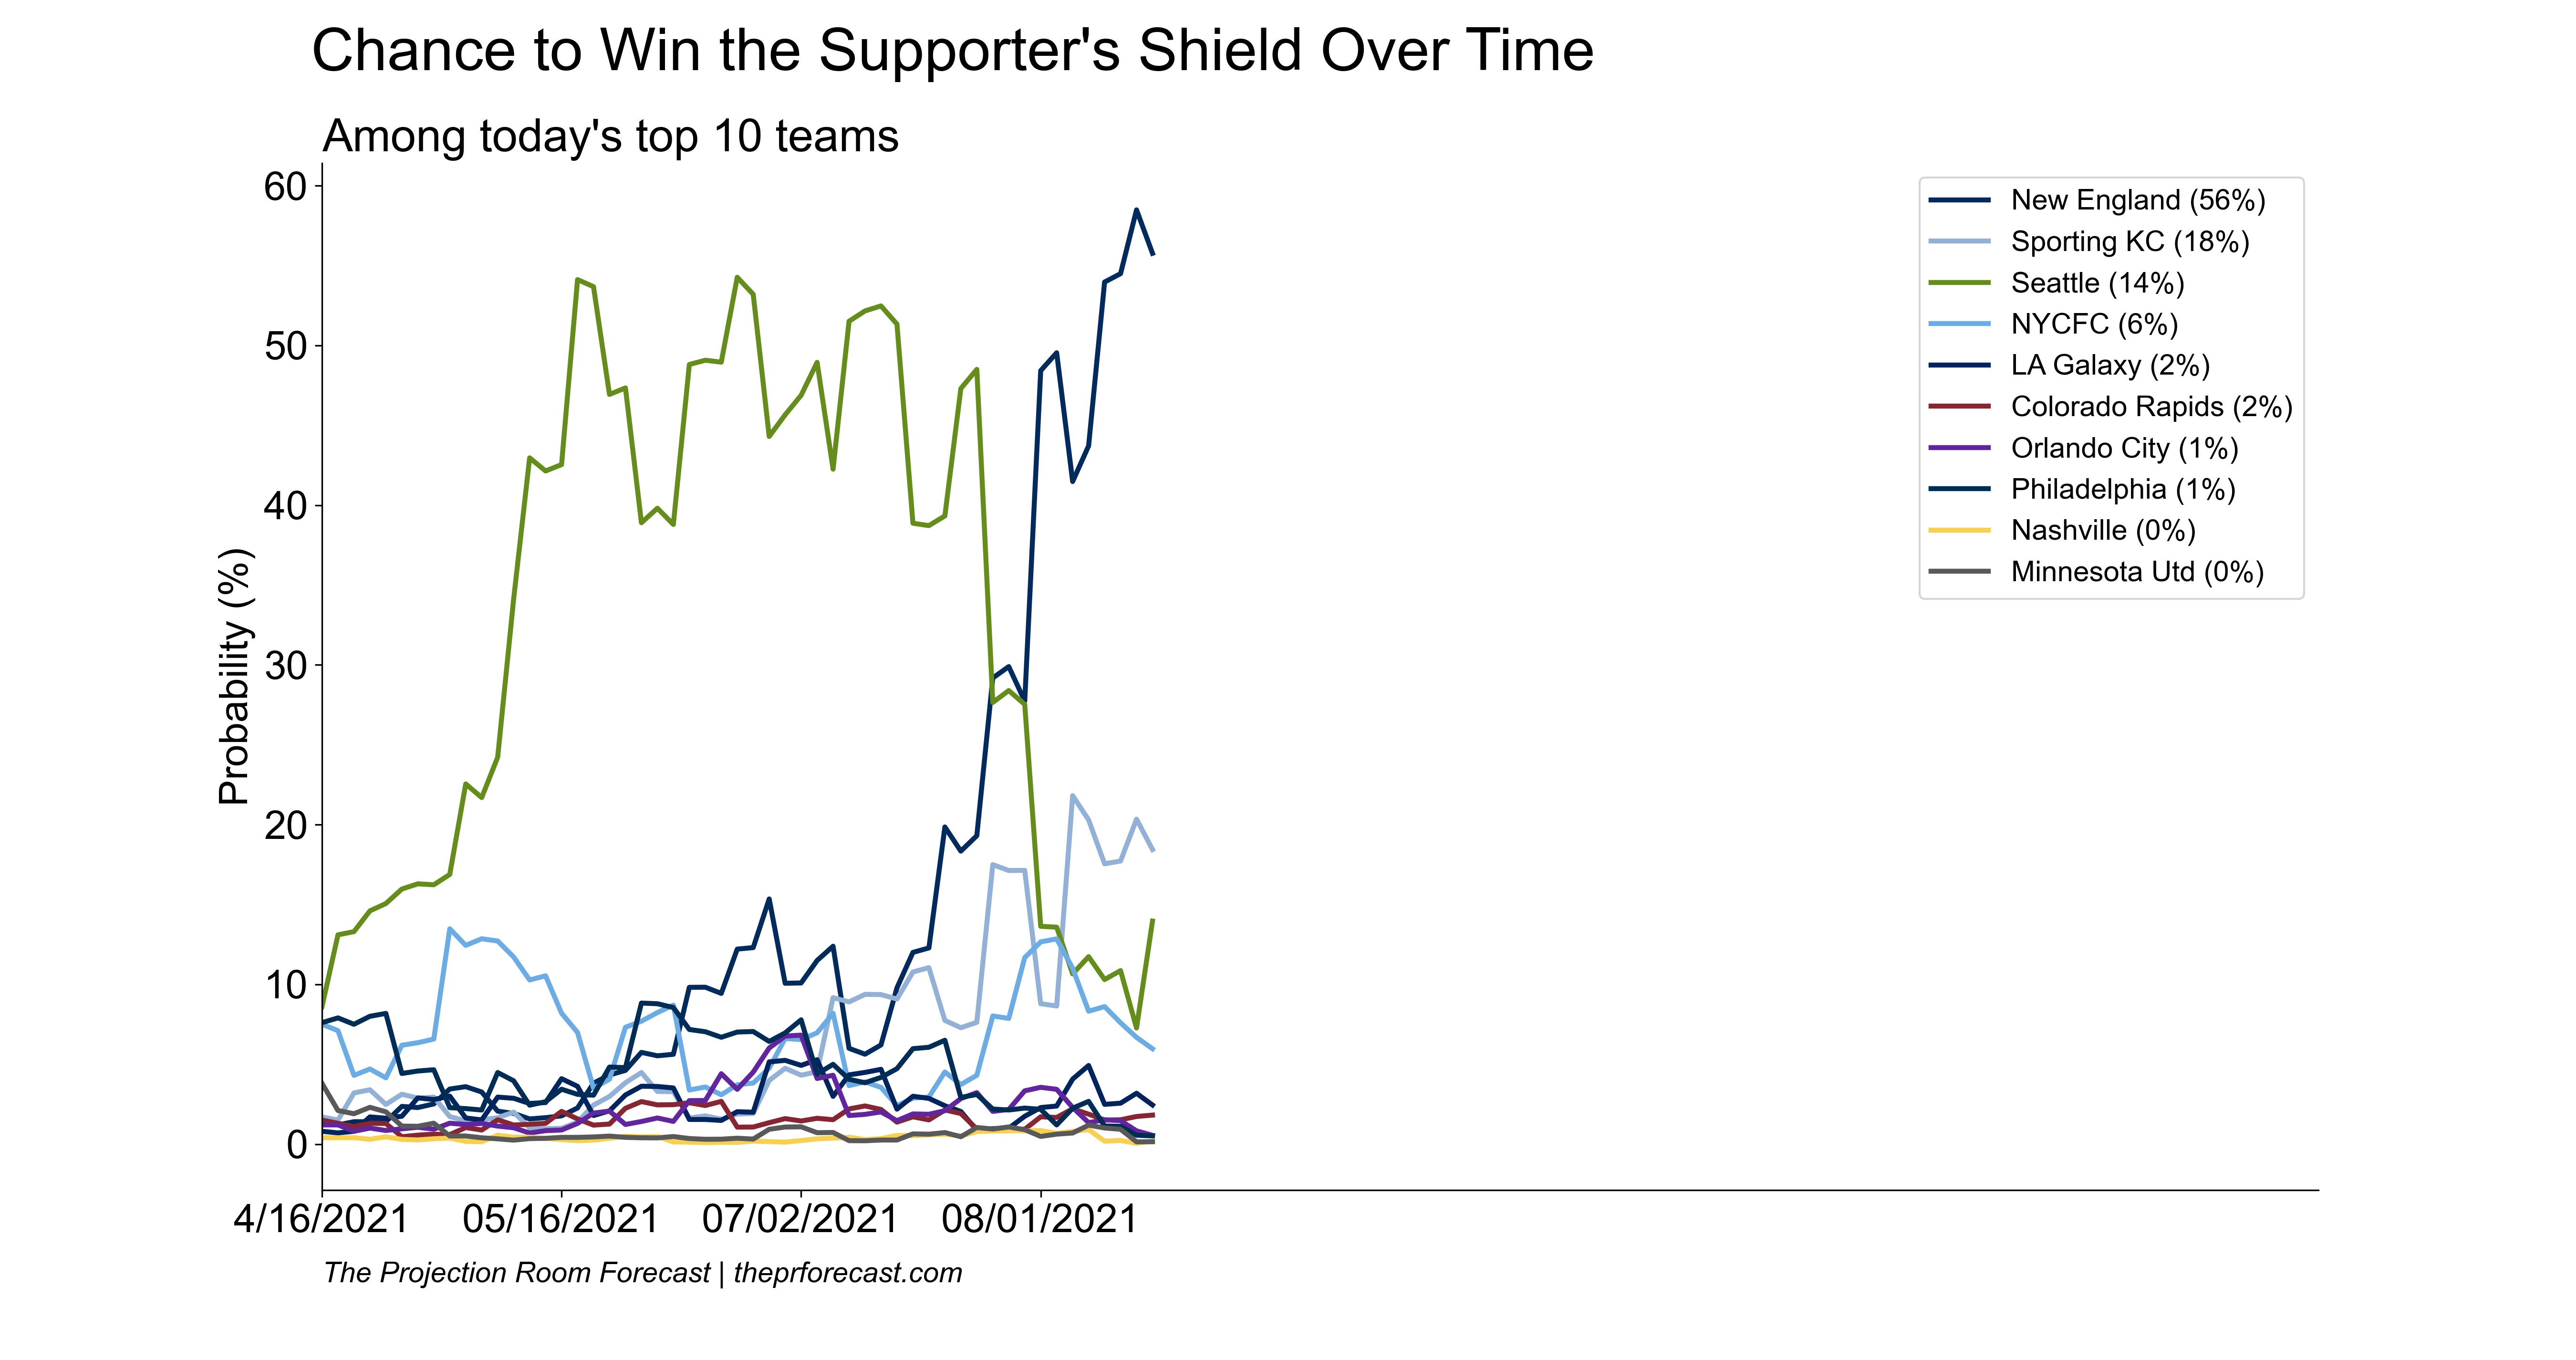 Chance to Win the Supporter's Shield Over Time
Among today's top 10 teams
60
50
40
30
20
10
0
Probability (%)
4/16/2021
05/16/2021
07/02/2021
08/01/2021
New England (56%)
Sporting KC (18%)
Seattle (14%)
NYCFC (6%)
LA Galaxy (2%)
Colorado Rapids (2%)
Orlando City (1%)
Philadelphia (1%)
Nashville (0%)
Minnesota Utd (0%)
The Projection Room Forecast | theprforecast.com